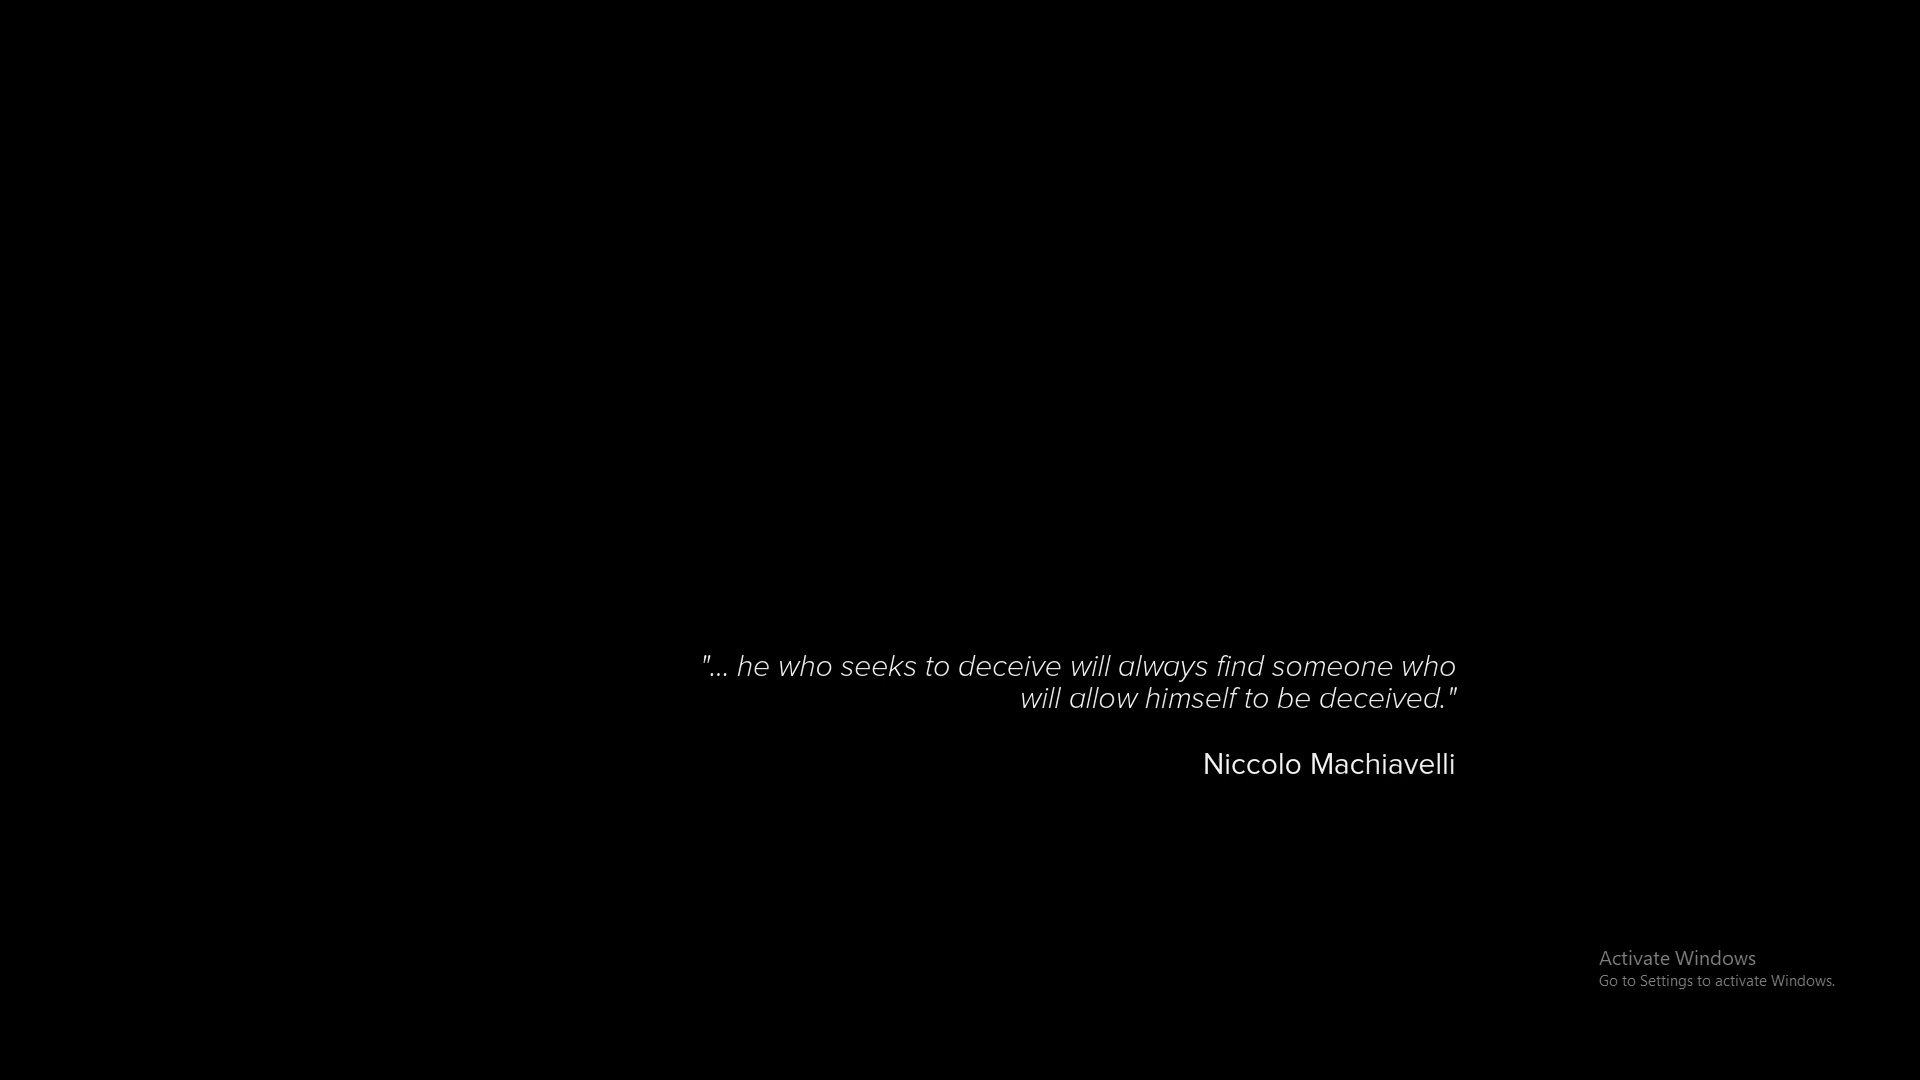 "... he who seeks to deceive will always find someone who
will allow himself to be deceived."
Niccolo Machiavelli
Activate Windows
Go to Settings to activate Windows.